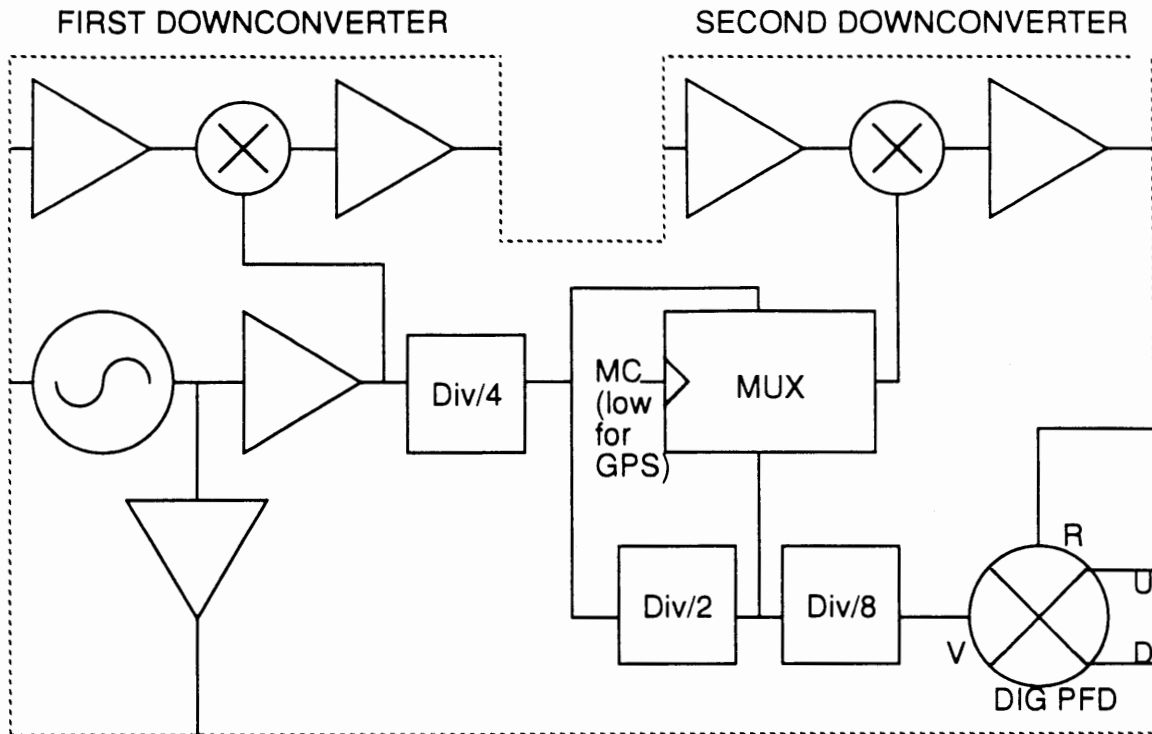 FIRST DOWNCONVERTER
SECOND DOWNCONVERTER
Div/4
MC
(low
for
GPS)
MUX
Div/2
Div/8
R
U
V
D
DIG PFD